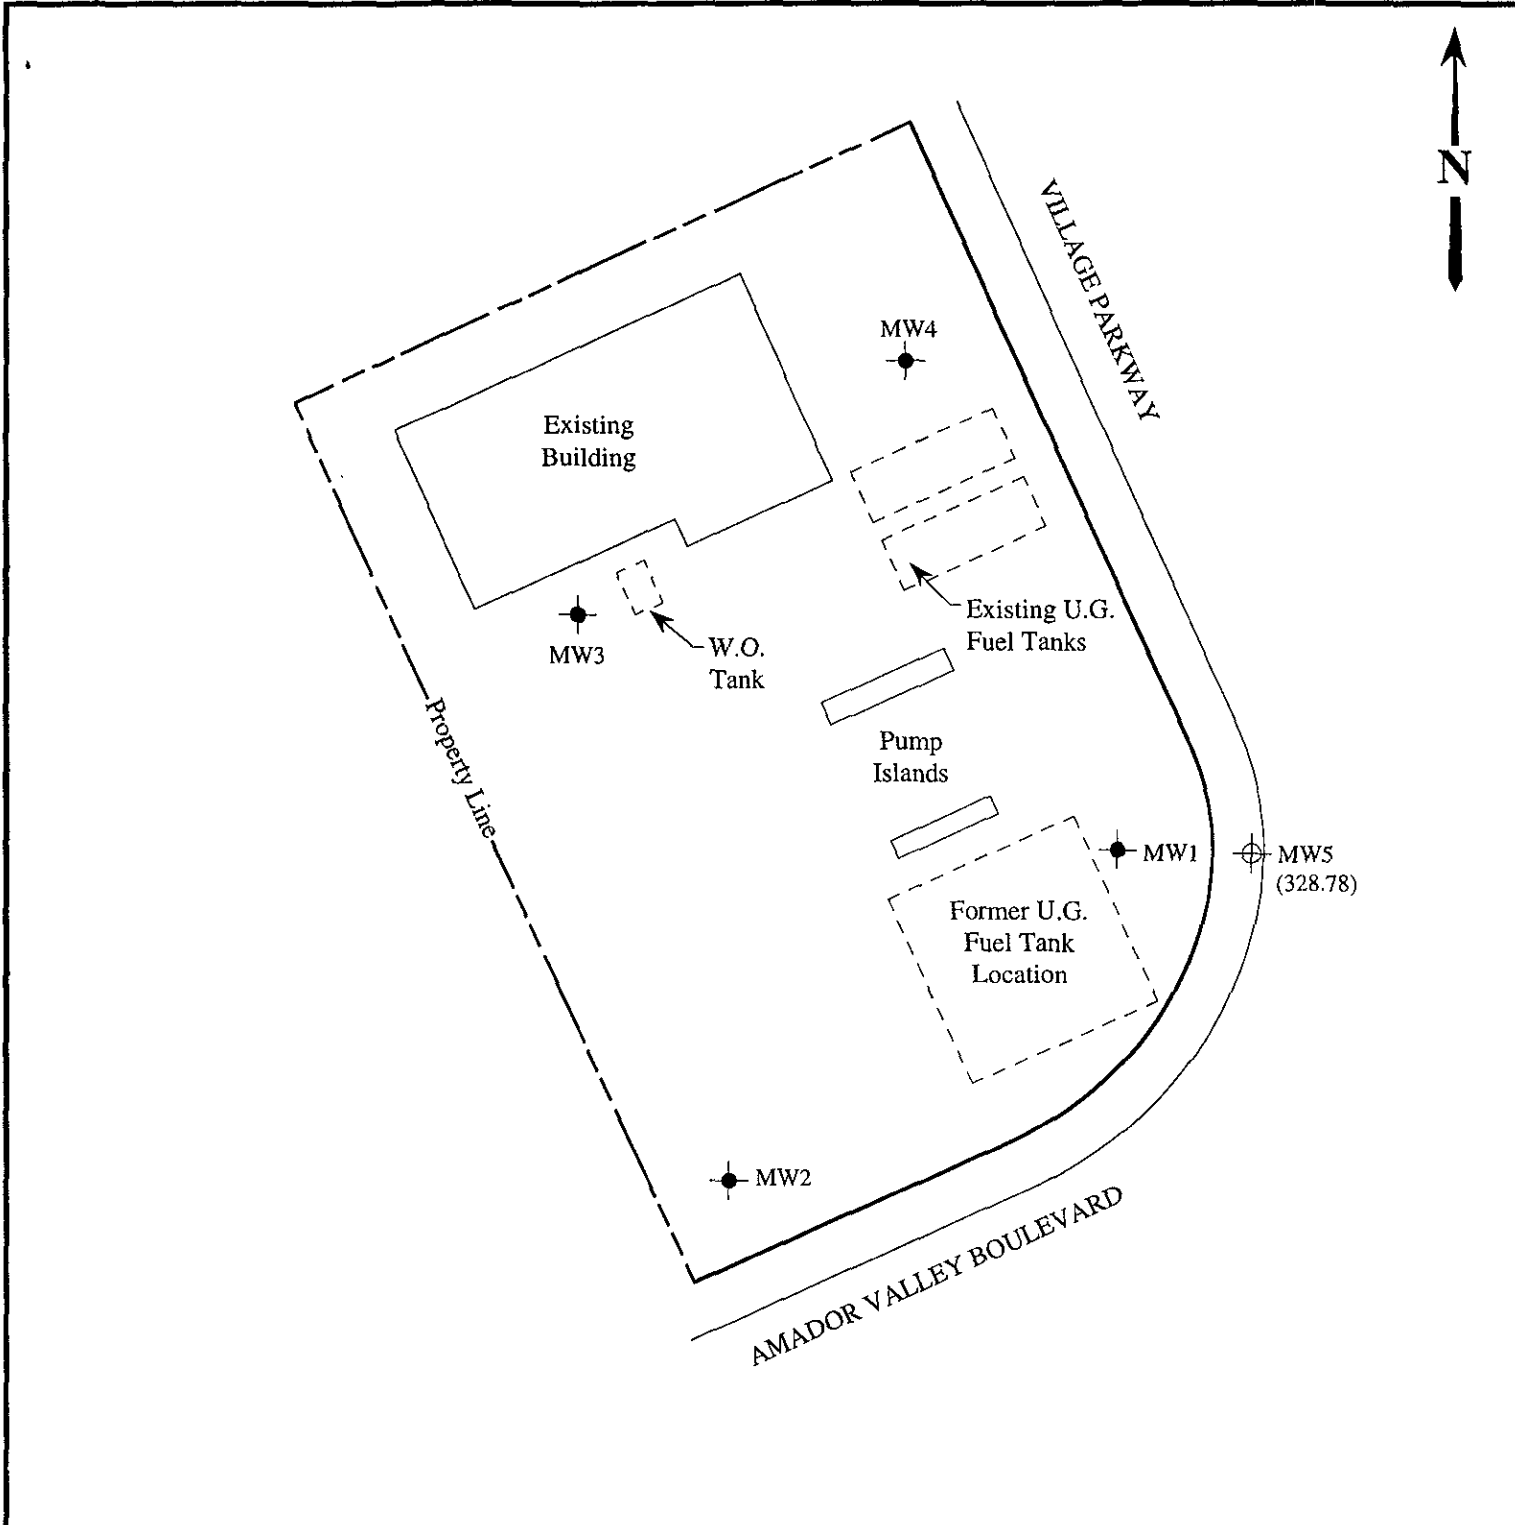 N
VILLAGE PARKWAY
MW4
Existing
Building
Existing U.G.
Fuel Tanks
MW3
W.O.
Tank
Property Line
Pump
Islands
MW1
MW5
(328.78)
Former U.G.
Fuel Tank
Location
MW2
AMADOR VALLEY BOULEVARD